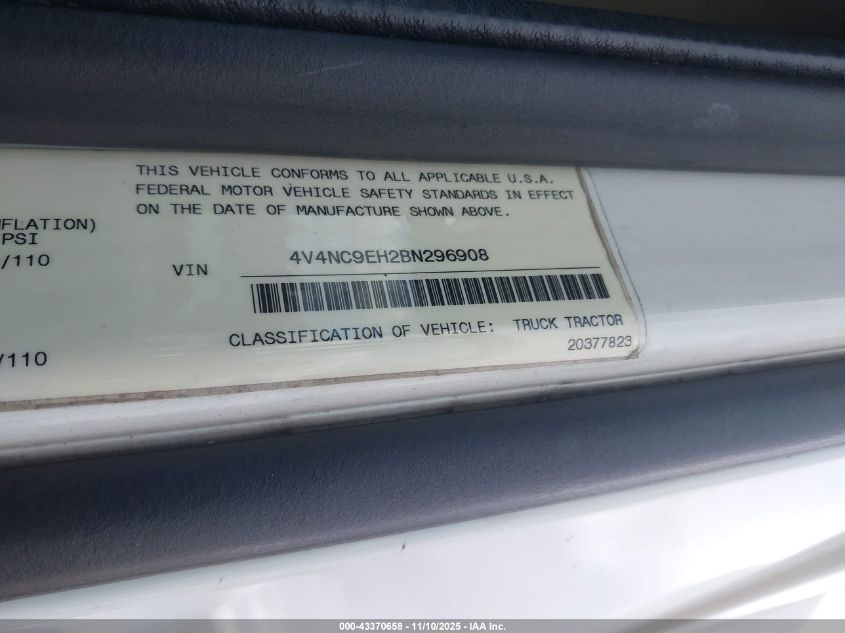 THIS VEHICLE CONFORMS TO ALL APPLICABLE U.S.A.
FEDERAL MOTOR VEHICLE SAFETY STANDARDS IN EFFECT
ON THE DATE OF MANUFACTURE SHOWN ABOVE.
FLATION)
PSI
/110
VIN 4V4NC9EH2BN296908
CLASSIFICATION OF VEHICLE: TRUCK TRACTOR
/110
20377823
000-43370658 - 11/10/2025 - IAA Inc.